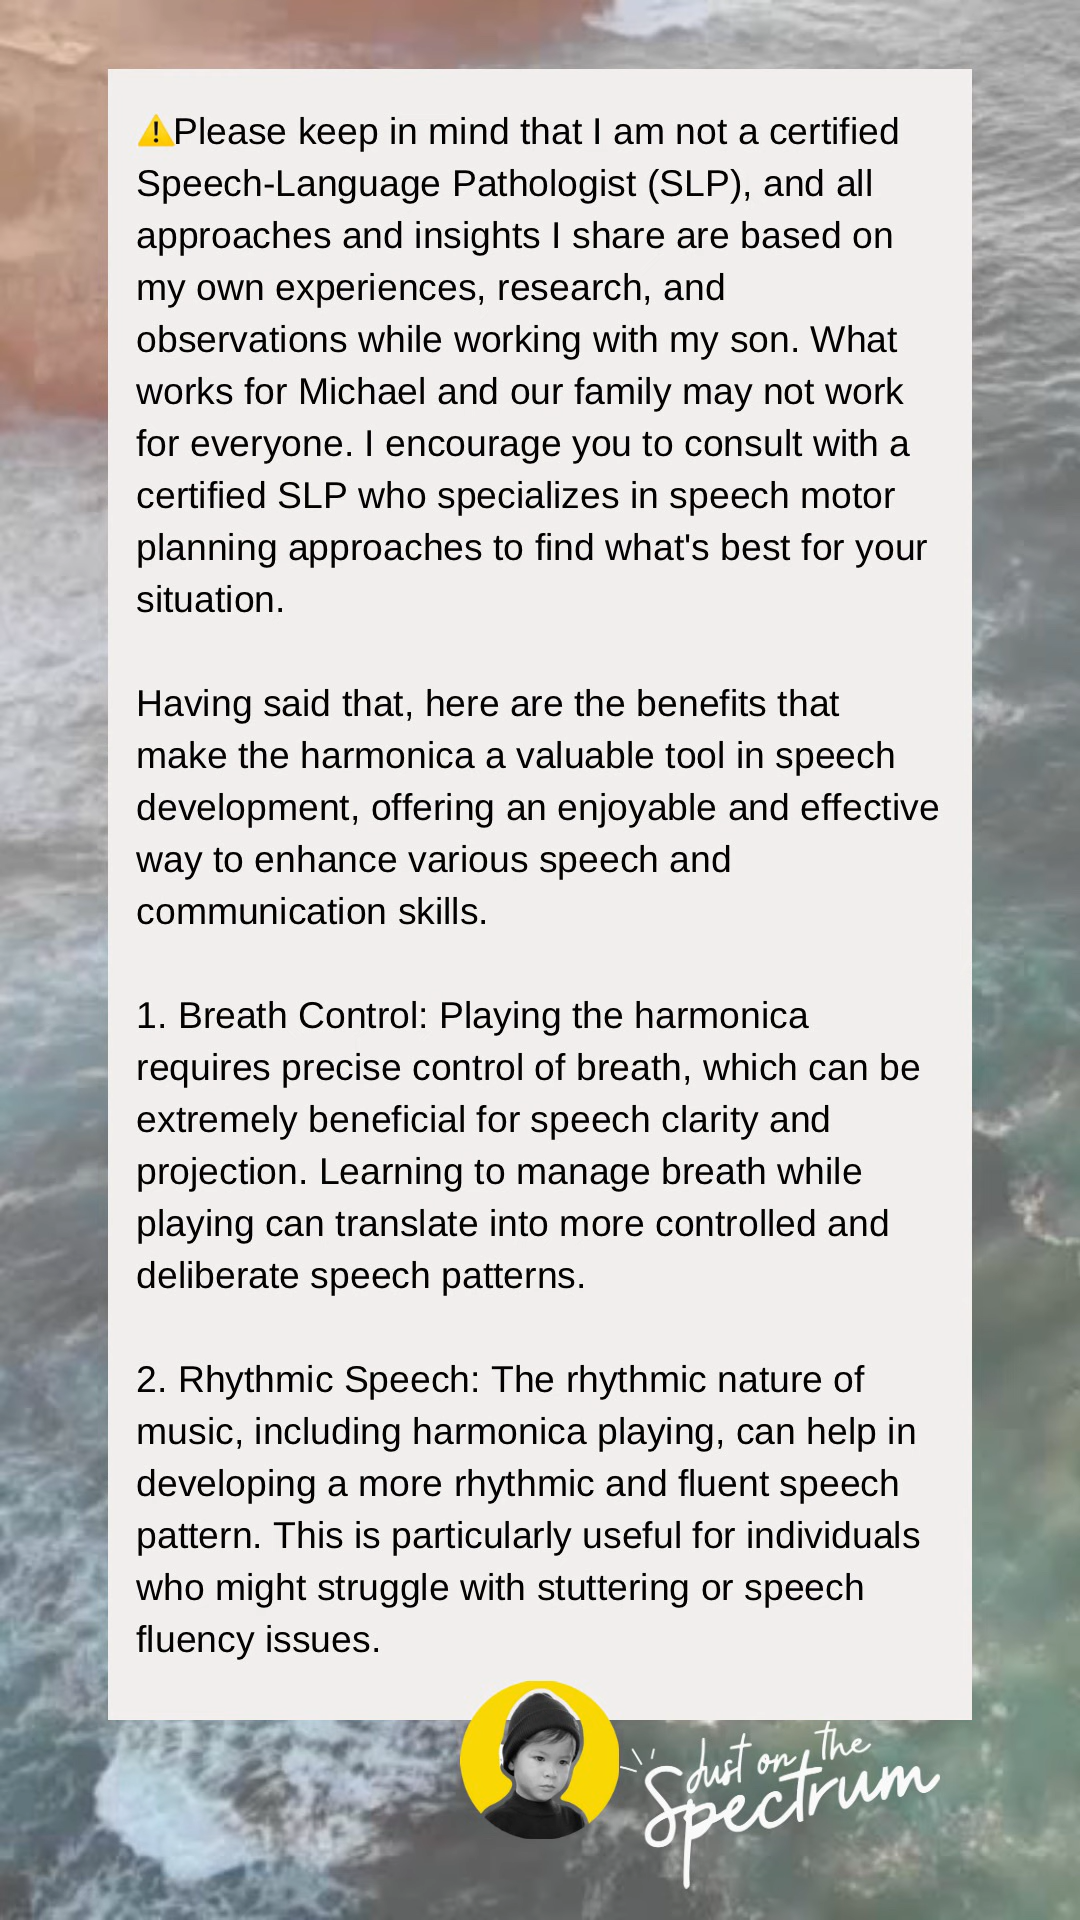 ⚠️Please keep in mind that I am not a certified
Speech-Language Pathologist (SLP), and all
approaches and insights I share are based on
my own experiences, research, and
observations while working with my son. What
works for Michael and our family may not work
for everyone. I encourage you to consult with a
certified SLP who specializes in speech motor
planning approaches to find what's best for your
situation.

Having said that, here are the benefits that
make the harmonica a valuable tool in speech
development, offering an enjoyable and effective
way to enhance various speech and
communication skills.

1. Breath Control: Playing the harmonica
requires precise control of breath, which can be
extremely beneficial for speech clarity and
projection. Learning to manage breath while
playing can translate into more controlled and
deliberate speech patterns.

2. Rhythmic Speech: The rhythmic nature of
music, including harmonica playing, can help in
developing a more rhythmic and fluent speech
pattern. This is particularly useful for individuals
who might struggle with stuttering or speech
fluency issues.

dust on the
Spectrum